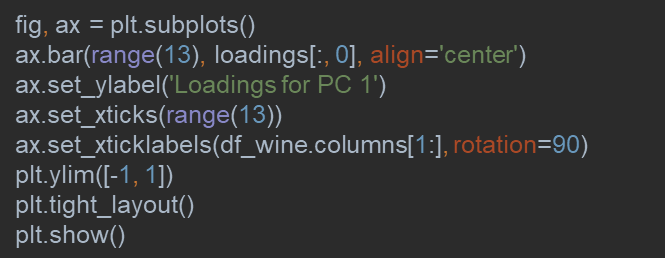 fig, ax = plt.subplots()
ax.bar(range(13), loadings[:, 0], align='center')
ax.set_ylabel('Loadings for PC 1')
ax.set_xticks(range(13))
ax.set_xticklabels(df_wine.columns[1:], rotation=90)
plt.ylim([-1, 1])
plt.tight_layout()
plt.show()